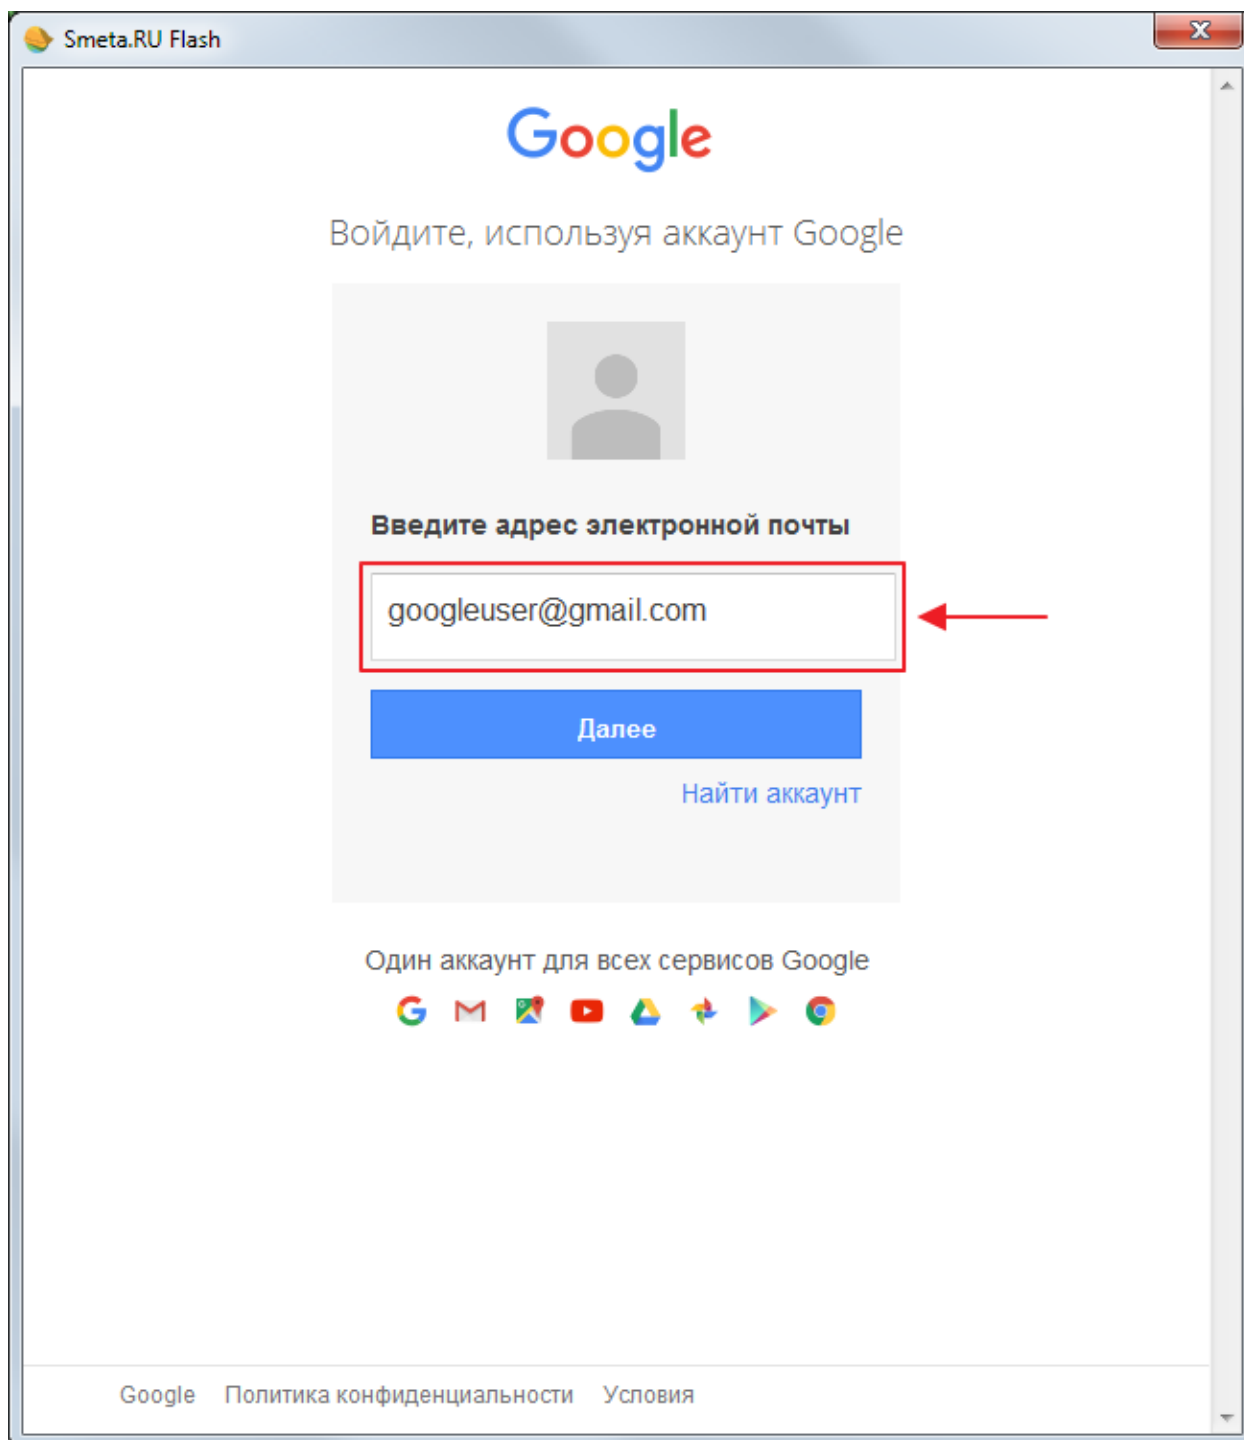 Smeta.RU Flash
Google
Войдите, используя аккаунт Google
Введите адрес электронной почты
googleuser@gmail.com
Далее
Найти аккаунт
Один аккаунт для всех сервисов Google
Google Политика конфиденциальности Условия